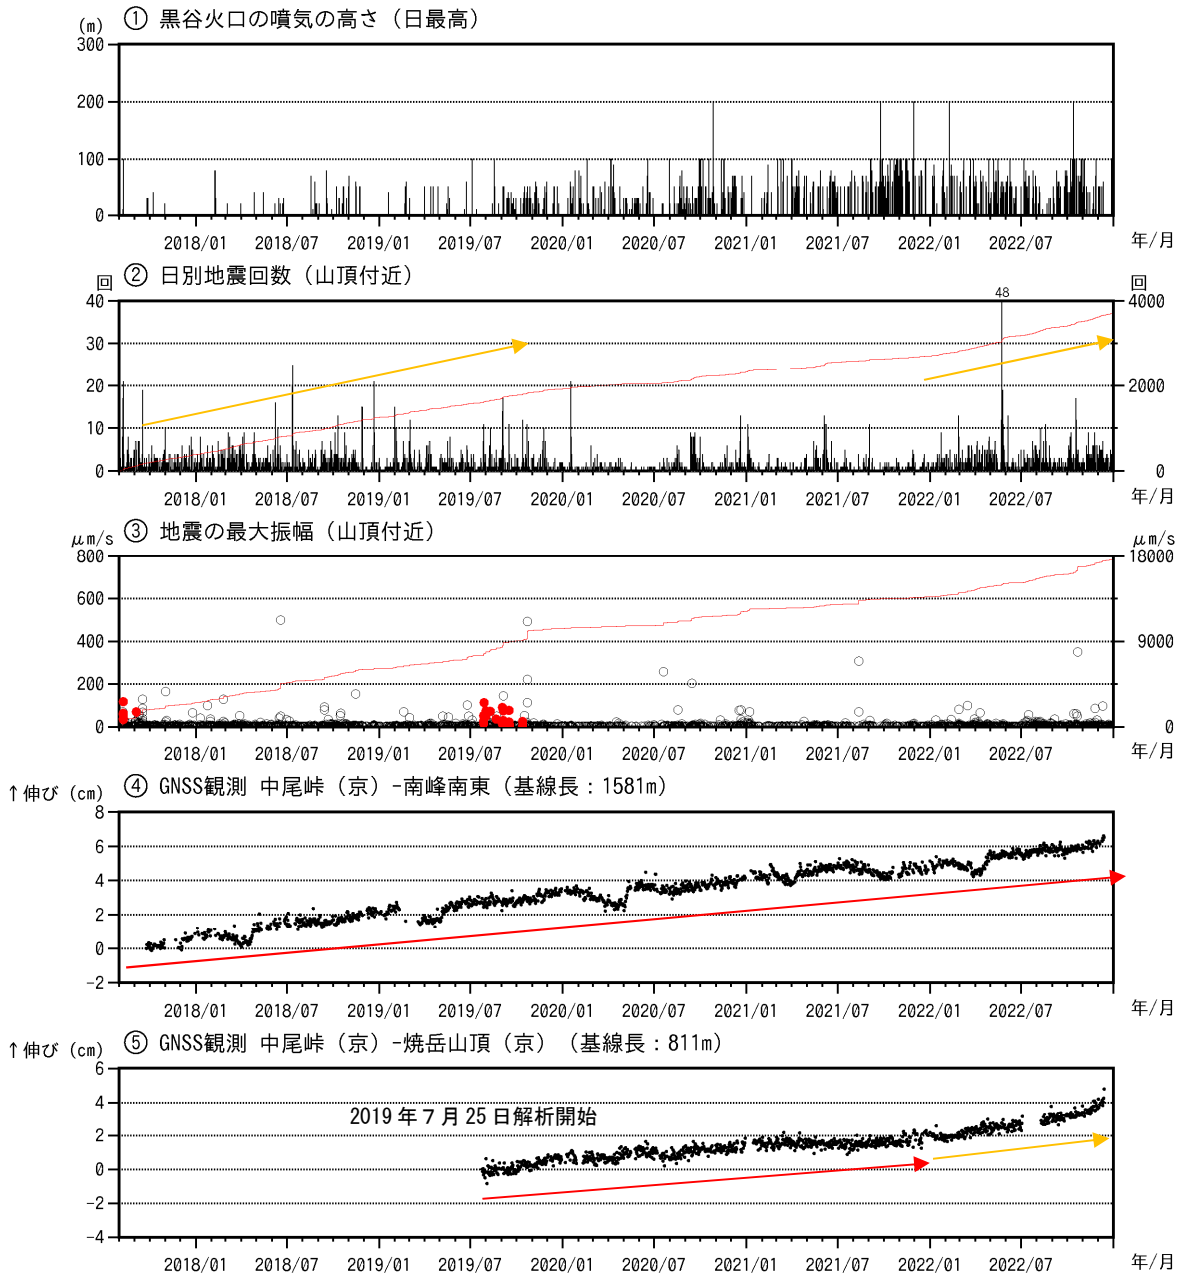 ① 黒谷火口の噴気の高さ（日最高）
(m)
300
200
100
0
2018/01 2018/07 2019/01 2019/07 2020/01 2020/07 2021/01 2021/07 2022/01 2022/07 年/月
② 日別地震回数（山頂付近）
回 回
48
40 4000
30
20 2000
10
0 0
2018/01 2018/07 2019/01 2019/07 2020/01 2020/07 2021/01 2021/07 2022/01 2022/07 年/月
③ 地震の最大振幅（山頂付近）
μm/s μm/s
800 18000
600
400 9000
200
0 0
2018/01 2018/07 2019/01 2019/07 2020/01 2020/07 2021/01 2021/07 2022/01 2022/07 年/月
④ GNSS観測 中尾峠（京）-南峰南東（基線長：1581m）
↑伸び (cm)
8
6
4
2
0
-2
2018/01 2018/07 2019/01 2019/07 2020/01 2020/07 2021/01 2021/07 2022/01 2022/07 年/月
⑤ GNSS観測 中尾峠（京）-焼岳山頂（京）（基線長：811m）
↑伸び (cm)
6
4
2019 年 7 月 25 日解析開始
2
0
-2
-4
2018/01 2018/07 2019/01 2019/07 2020/01 2020/07 2021/01 2021/07 2022/01 2022/07 年/月